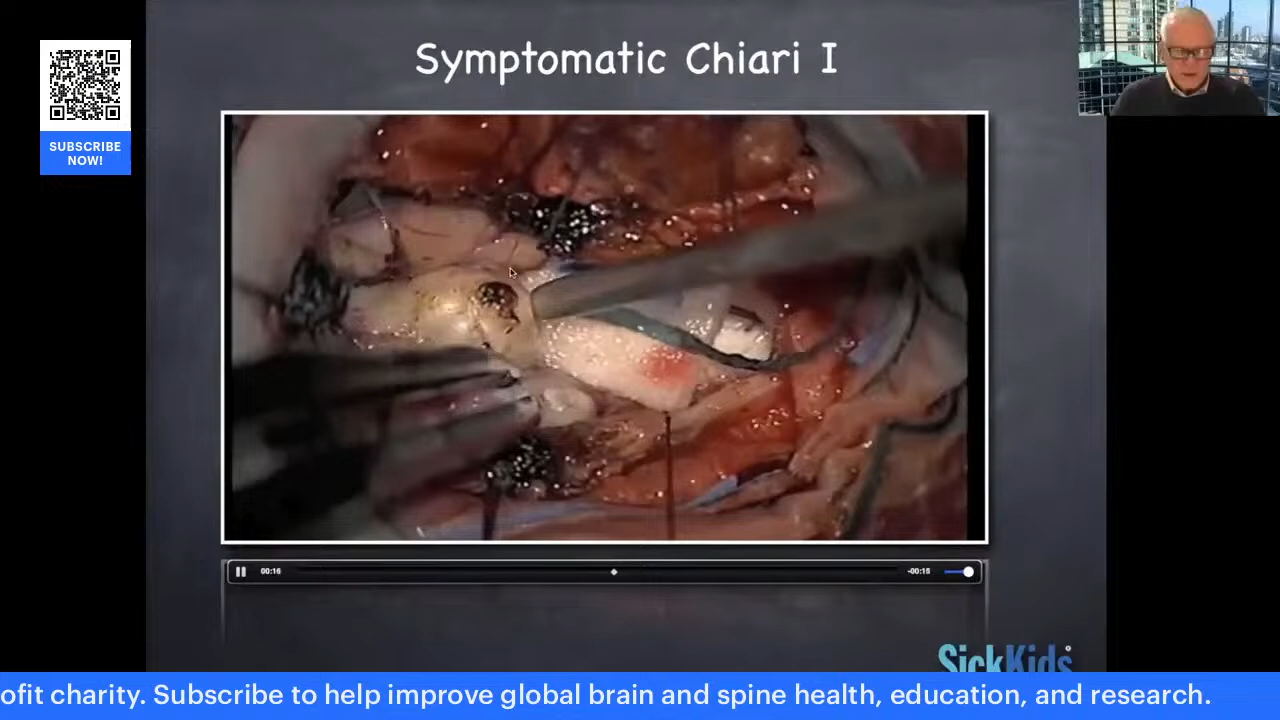 Symptomatic Chiari I
SUBSCRIBE
NOW!
00:16
-00:15
SickKids
ofit charity. Subscribe to help improve global brain and spine health, education, and research.